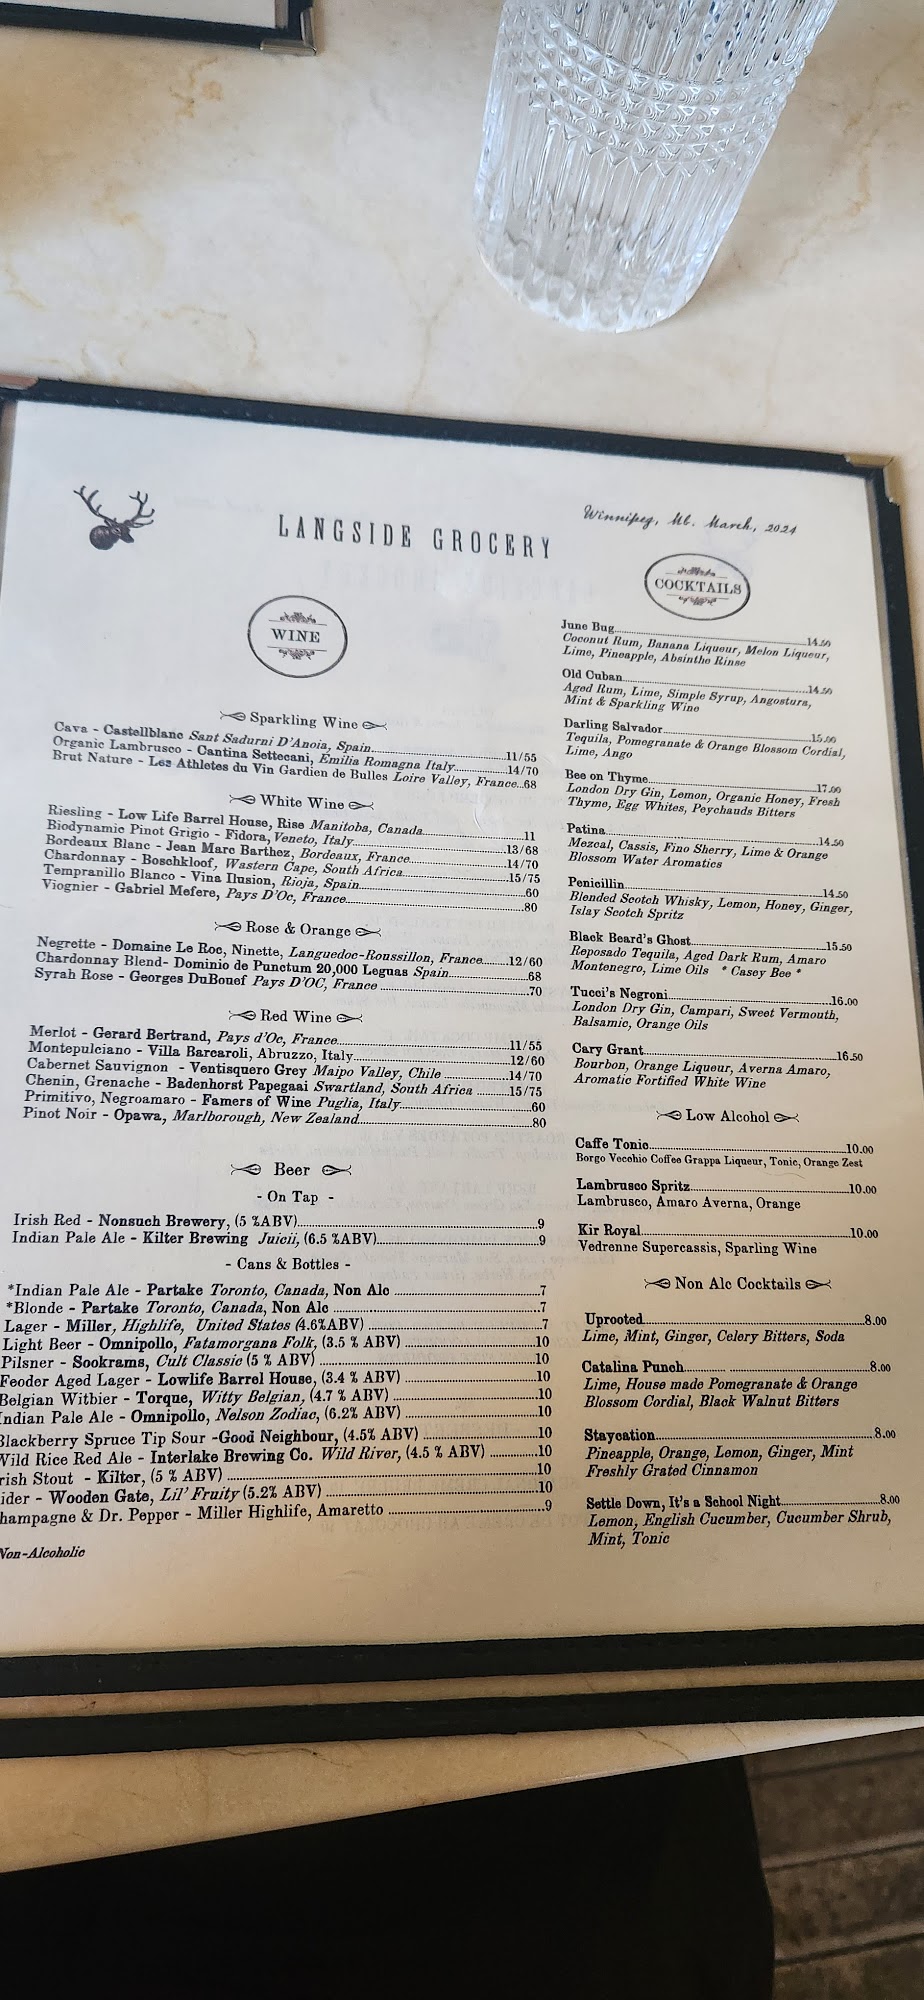 LANGSIDE GROCERY
Winnipeg, Mb. March, 2024
WINE
Sparkling Wine
Cava - Castellblanc Sant Sadurni D'Anoia, Spain 11/55
Organic Lambrusco - Cantina Settecani, Emilia Romagna Italy 14/70
Brut Nature - Les Athletes du Vin Gardien de Bulles Loire Valley, France 68
White Wine
Riesling - Low Life Barrel House, Rise Manitoba, Canada 11
Biodynamic Pinot Grigio - Fidora, Veneto, Italy 13/68
Bordeaux Blanc - Jean Marc Barthez, Bordeaux, France 14/70
Chardonnay - Boschkloof, Wastern Cape, South Africa 15/75
Tempranillo Blanco - Vina Ilusion, Rioja, Spain 60
Viognier - Gabriel Mefere, Pays D'Oc, France 80
Rose & Orange
Negrette - Domaine Le Roc, Ninette, Languedoc-Roussillon, France 12/60
Chardonnay Blend- Dominio de Punctum 20,000 Leguas Spain 68
Syrah Rose - Georges DuBoeuf Pays D'OC, France 70
Red Wine
Merlot - Gerard Bertrand, Pays d'Oc, France 11/55
Montepulciano - Villa Barcaroli, Abruzzo, Italy 12/60
Cabernet Sauvignon - Ventisquero Grey Maipo Valley, Chile 14/70
Chenin, Grenache - Badenhorst Papegaai Swartland, South Africa 15/75
Primitivo, Negroamaro - Famers of Wine Puglia, Italy 60
Pinot Noir - Opawa, Marlborough, New Zealand 80
Beer
- On Tap -
Irish Red - Nonsuch Brewery, (5 %ABV) 9
Indian Pale Ale - Kilter Brewing Juicii, (6.5 %ABV) 9
- Cans & Bottles -
*Indian Pale Ale - Partake Toronto, Canada, Non Alc 7
*Blonde - Partake Toronto, Canada, Non Alc 7
Lager - Miller, Highlife, United States (4.6%ABV) 7
Light Beer - Omnipollo, Fatamorgana Folk, (3.5 % ABV) 10
Pilsner - Sookrams, Cult Classic (5 % ABV) 10
Feoder Aged Lager - Lowlife Barrel House, (3.4 % ABV) 10
Belgian Witbier - Torque, Witty Belgian, (4.7 % ABV) 10
Indian Pale Ale - Omnipollo, Nelson Zodiac, (6.2% ABV) 10
Blackberry Spruce Tip Sour -Good Neighbour, (4.5% ABV) 10
Wild Rice Red Ale - Interlake Brewing Co. Wild River, (4.5 % ABV) 10
rish Stout - Kilter, (5 % ABV) 10
ider - Wooden Gate, Lil' Fruity (5.2% ABV) 10
hampagne & Dr. Pepper - Miller Highlife, Amaretto 9
Non-Alcoholic
COCKTAILS
June Bug 14.50
Coconut Rum, Banana Liqueur, Melon Liqueur,
Lime, Pineapple, Absinthe Rinse
Old Cuban 14.50
Aged Rum, Lime, Simple Syrup, Angostura,
Mint & Sparkling Wine
Darling Salvador 15.00
Tequila, Pomegranate & Orange Blossom Cordial,
Lime, Ango
Bee on Thyme 17.00
London Dry Gin, Lemon, Organic Honey, Fresh
Thyme, Egg Whites, Peychauds Bitters
Patina 14.50
Mezcal, Cassis, Fino Sherry, Lime & Orange
Blossom Water Aromatics
Penicillin 14.50
Blended Scotch Whisky, Lemon, Honey, Ginger,
Islay Scotch Spritz
Black Beard's Ghost 15.50
Reposado Tequila, Aged Dark Rum, Amaro
Montenegro, Lime Oils * Casey Bee *
Tucci's Negroni 16.00
London Dry Gin, Campari, Sweet Vermouth,
Balsamic, Orange Oils
Cary Grant 16.50
Bourbon, Orange Liqueur, Averna Amaro,
Aromatic Fortified White Wine
Low Alcohol
Caffe Tonic 10.00
Borgo Vecchio Coffee Grappa Liqueur, Tonic, Orange Zest
Lambrusco Spritz 10.00
Lambrusco, Amaro Averna, Orange
Kir Royal 10.00
Vedrenne Supercassis, Sparling Wine
Non Alc Cocktails
Uprooted 8.00
Lime, Mint, Ginger, Celery Bitters, Soda
Catalina Punch 8.00
Lime, House made Pomegranate & Orange
Blossom Cordial, Black Walnut Bitters
Staycation 8.00
Pineapple, Orange, Lemon, Ginger, Mint
Freshly Grated Cinnamon
Settle Down, It's a School Night 8.00
Lemon, English Cucumber, Cucumber Shrub,
Mint, Tonic